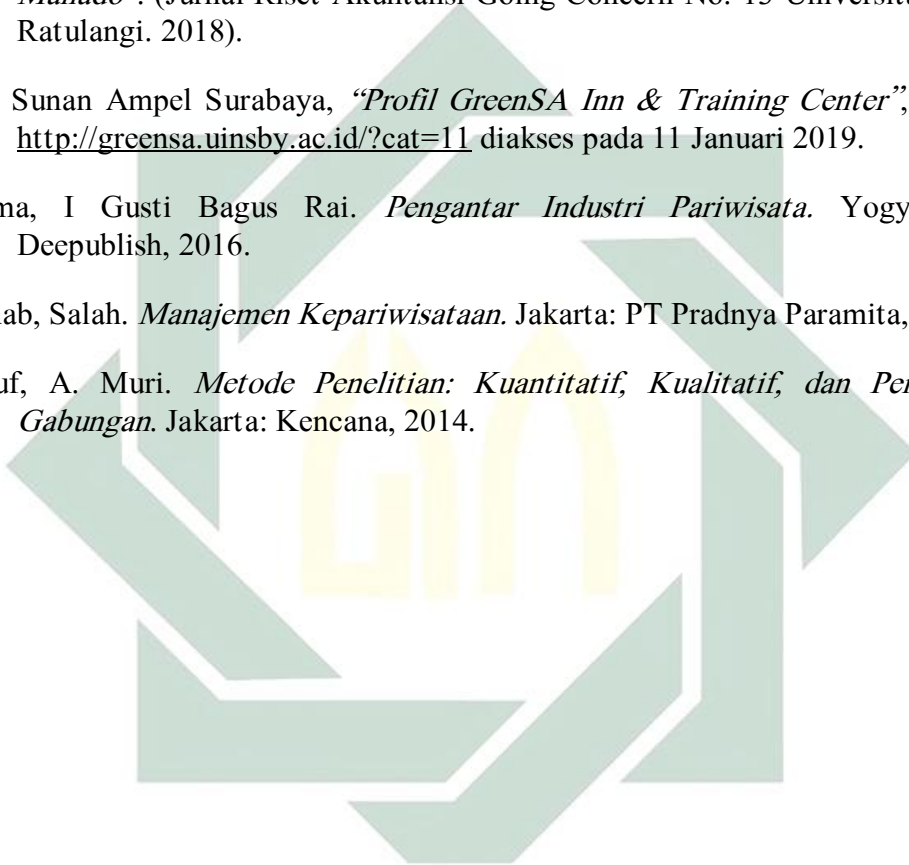 Manado". (Jurnal Riset Akuntansi Going Concern No. 13
Ratulangi. 2018).
Sunan Ampel Surabaya, “Profil GreenSA Inn & Training Center”,
http://greensa.uinsby.ac.id/?cat=11 diakses pada 11 Januari 2019.
ma, I Gusti Bagus Rai. Pengantar Industri Pariwisata. Yogy
Deepublish, 2016.
ab, Salah. Manajemen Kepariwisataan. Jakarta: PT Pradnya Paramita,
uf, A. Muri. Metode Penelitian: Kuantitatif, Kualitatif, dan Pen
Gabungan. Jakarta: Kencana, 2014.